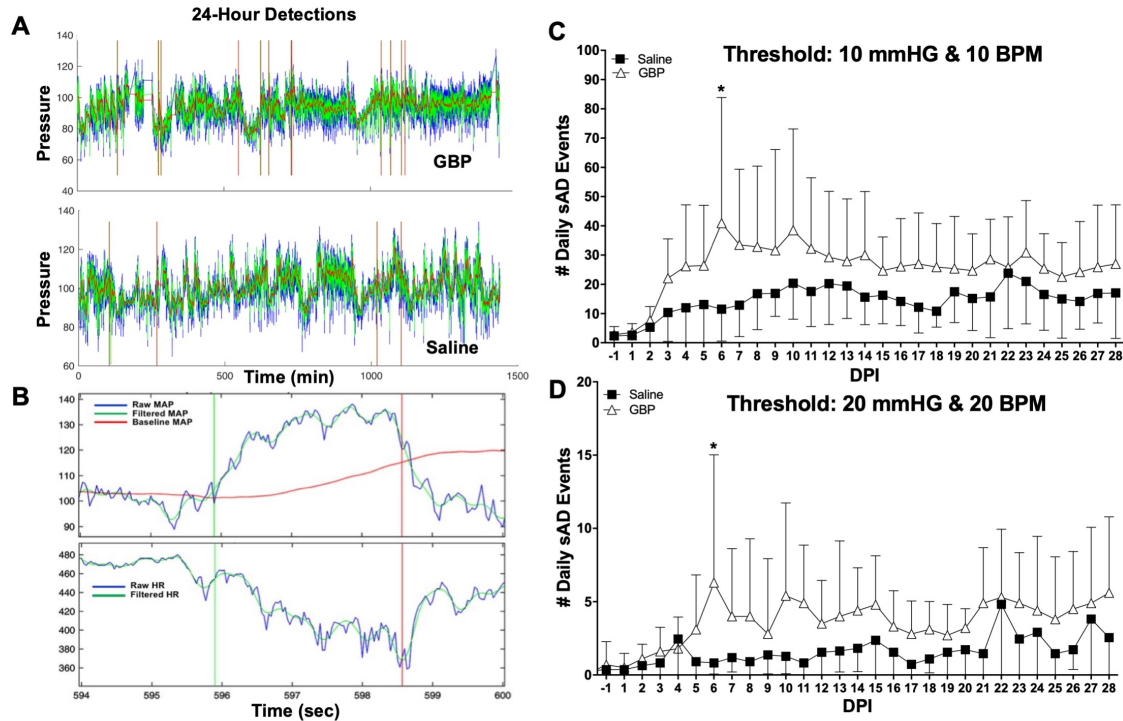 24-Hour Detections
A
140
120
100
80
60
40
Pressure
GBP
140
120
100
80
60
Pressure
Saline
0 500 1000 1500
Time (min)
B
140
130
120
110
100
90
Raw MAP
Filtered MAP
Baseline MAP
480
460
440
420
400
380
360
Raw HR
Filtered HR
594 595 596 597 598 599 600
Time (sec)
C
Threshold: 10 mmHG & 10 BPM
Saline
GBP
*
100
90
80
70
60
50
40
30
20
10
0
# Daily sAD Events
-1 1 2 3 4 5 6 7 8 9 10 11 12 13 14 15 16 17 18 19 20 21 22 23 24 25 26 27 28
DPI
D
Threshold: 20 mmHG & 20 BPM
Saline
GBP
*
20
15
10
5
0
# Daily sAD Events
-1 1 2 3 4 5 6 7 8 9 10 11 12 13 14 15 16 17 18 19 20 21 22 23 24 25 26 27 28
DPI